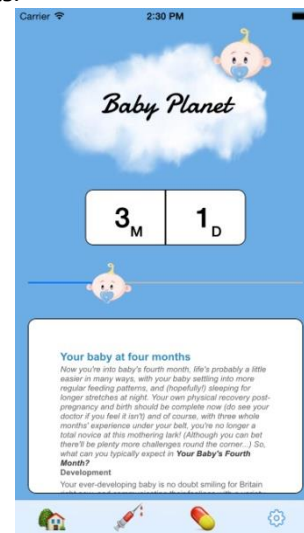 Carrier 2:30 PM
Baby Planet
3 M 1 D
Your baby at four months
Now you're into baby's fourth month, life's probably a little
easier in many ways, with your baby settling into more
regular feeding patterns, and (hopefully!) sleeping for
longer stretches at night. Your own physical recovery post-
pregnancy and birth should be complete now (do see your
doctor if you feel it isn't) and of course, with three whole
months' experience under your belt, you're no longer a
total novice at this mothering lark! (Although you can bet
there'll be plenty more challenges round the corner...) So,
what can you typically expect in Your Baby's Fourth
Month?
Development
Your ever-developing baby is no doubt smiling for Britain